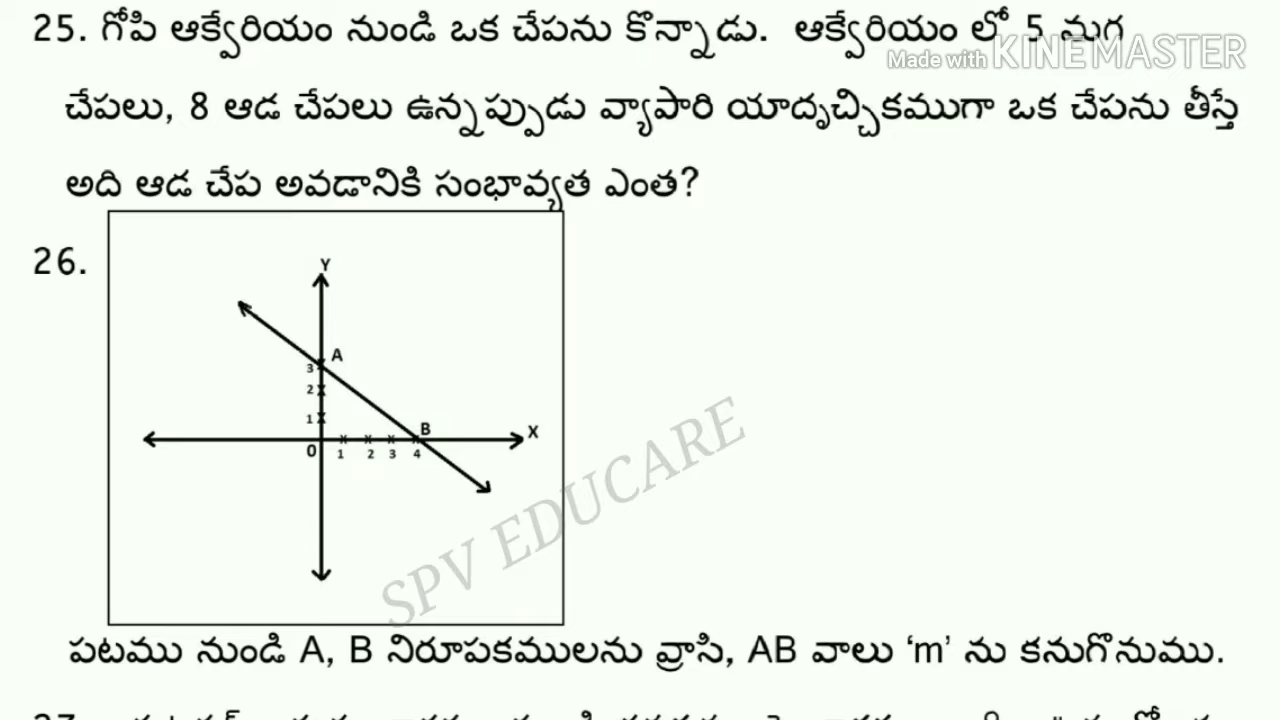 25. గోపి ఆక్వేరియం నుండి ఒక చేపను కొన్నాడు. ఆక్వేరియం లో 5 మగ
Made with KINEMASTER
చేపలు, 8 ఆడ చేపలు ఉన్నప్పుడు వ్యాపారి యాదృచ్చికముగా ఒక చేపను తీస్తే
అది ఆడ చేప అవడానికి సంభావ్యత ఎంత?
26.
Y
A
3
2
1
B
X
0 1 2 3 4
SPV EDUCARE
పటము నుండి A, B నిరూపకములను వ్రాసి, AB వాలు ‘m’ ను కనుగొనుము.
27.